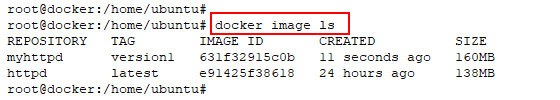 root@docker:/home/ubuntu#
root@docker:/home/ubuntu# docker image ls
REPOSITORY TAG IMAGE ID CREATED SIZE
myhttpd version1 631f32915c0b 11 seconds ago 160MB
httpd latest e91425f38618 24 hours ago 138MB
root@docker:/home/ubuntu#